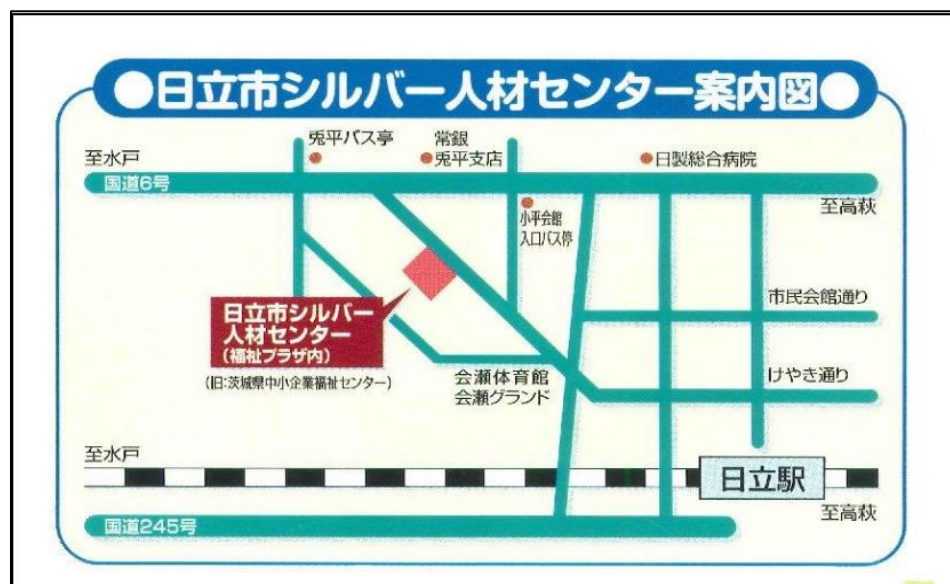 ●日立市シルバー人材センター案内図●
兎平バス亭
常銀
兎平支店
日製総合病院
至水戸
国道6号
至高萩
小平会館
入口バス停
市民会館通り
日立市シルバー
人材センター
(福祉プラザ内)
(旧:茨城県中小企業福祉センター)
会瀬体育館
会瀬グランド
けやき通り
至水戸
日立駅
至高萩
国道245号